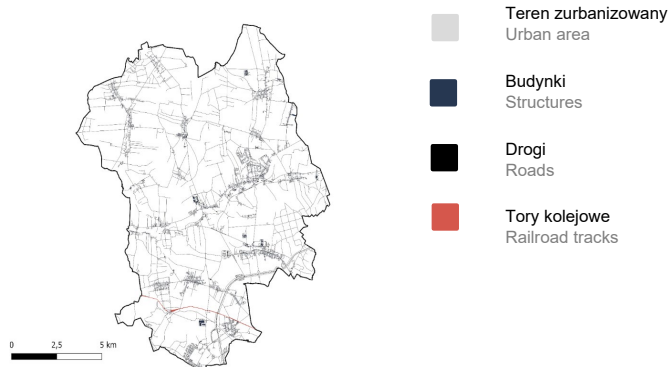 Teren zurbanizowany
Urban area
Budynki
Structures
Drogi
Roads
Tory kolejowe
Railroad tracks
0 2,5 5 km